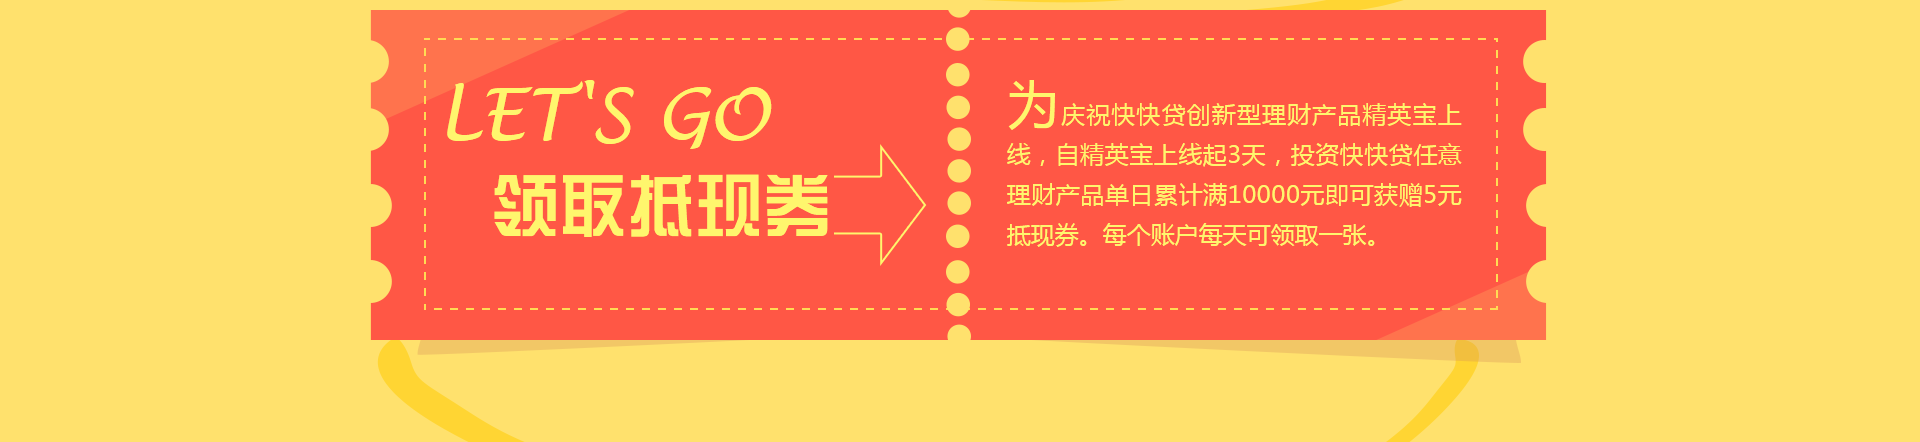 LET'S GO
领取抵现券
为庆祝快快贷创新型理财产品精英宝上
线，自精英宝上线起3天，投资快快贷任意
理财产品单日累计满10000元即可获赠5元
抵现券。每个账户每天可领取一张。